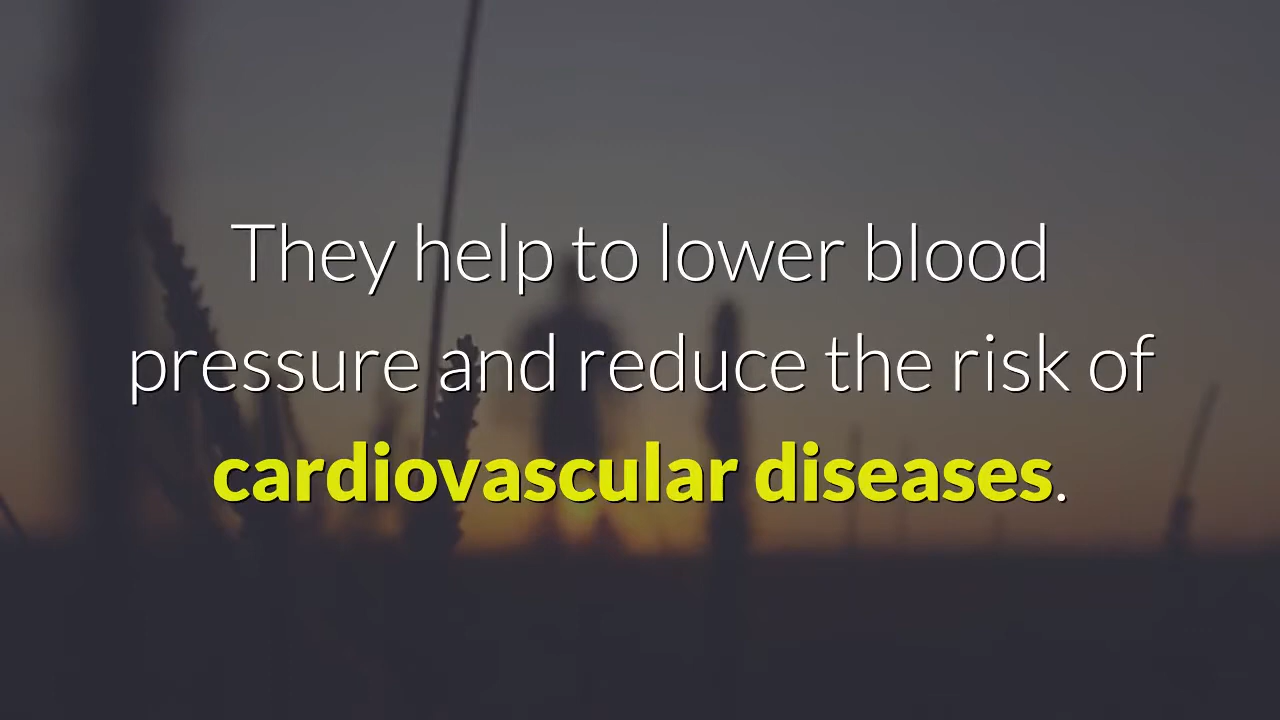 They help to lower blood
pressure and reduce the risk of
cardiovascular diseases.